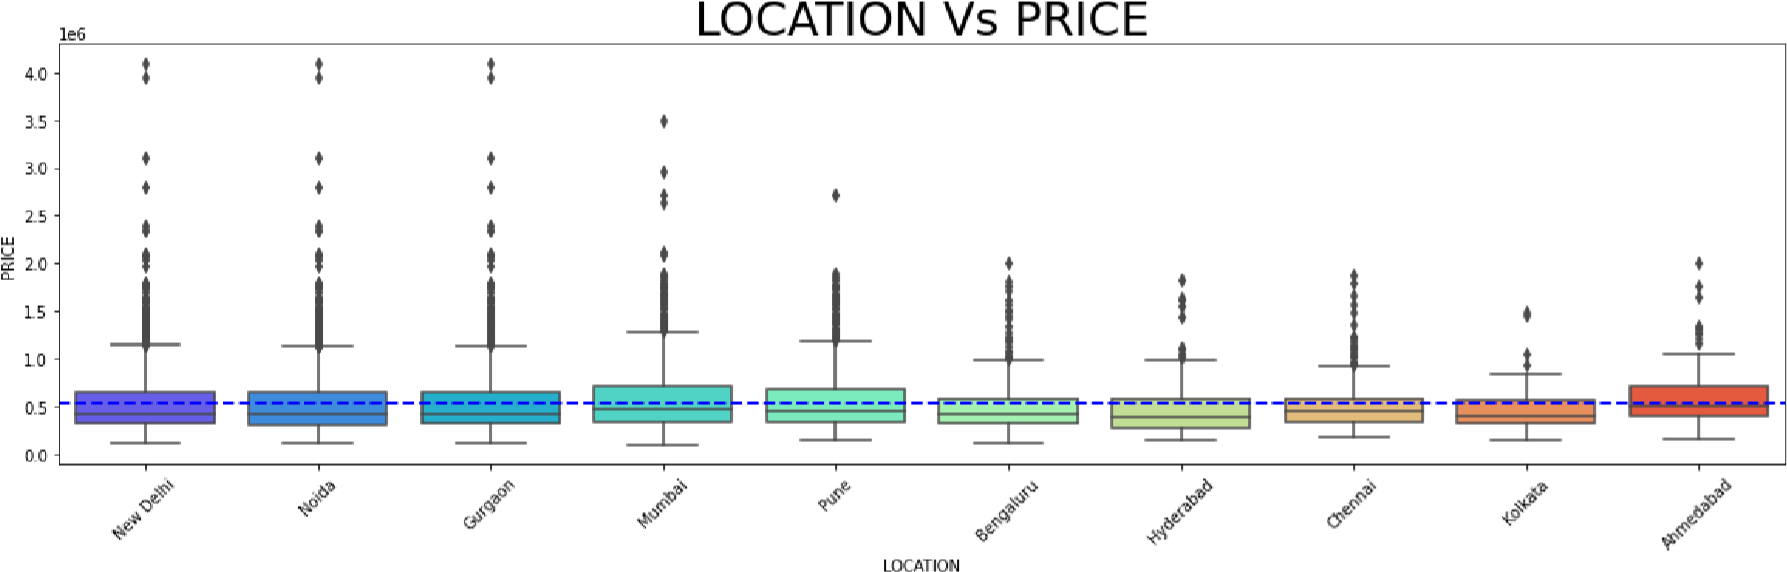 LOCATION Vs PRICE
1e6
4.0
3.5
3.0
2.5
2.0
1.5
1.0
0.5
0.0
PRICE
New Delhi
Noida
Gurgaon
Mumbai
Pune
Bengaluru
Hyderabad
Chennai
Kolkata
Ahmedabad
LOCATION